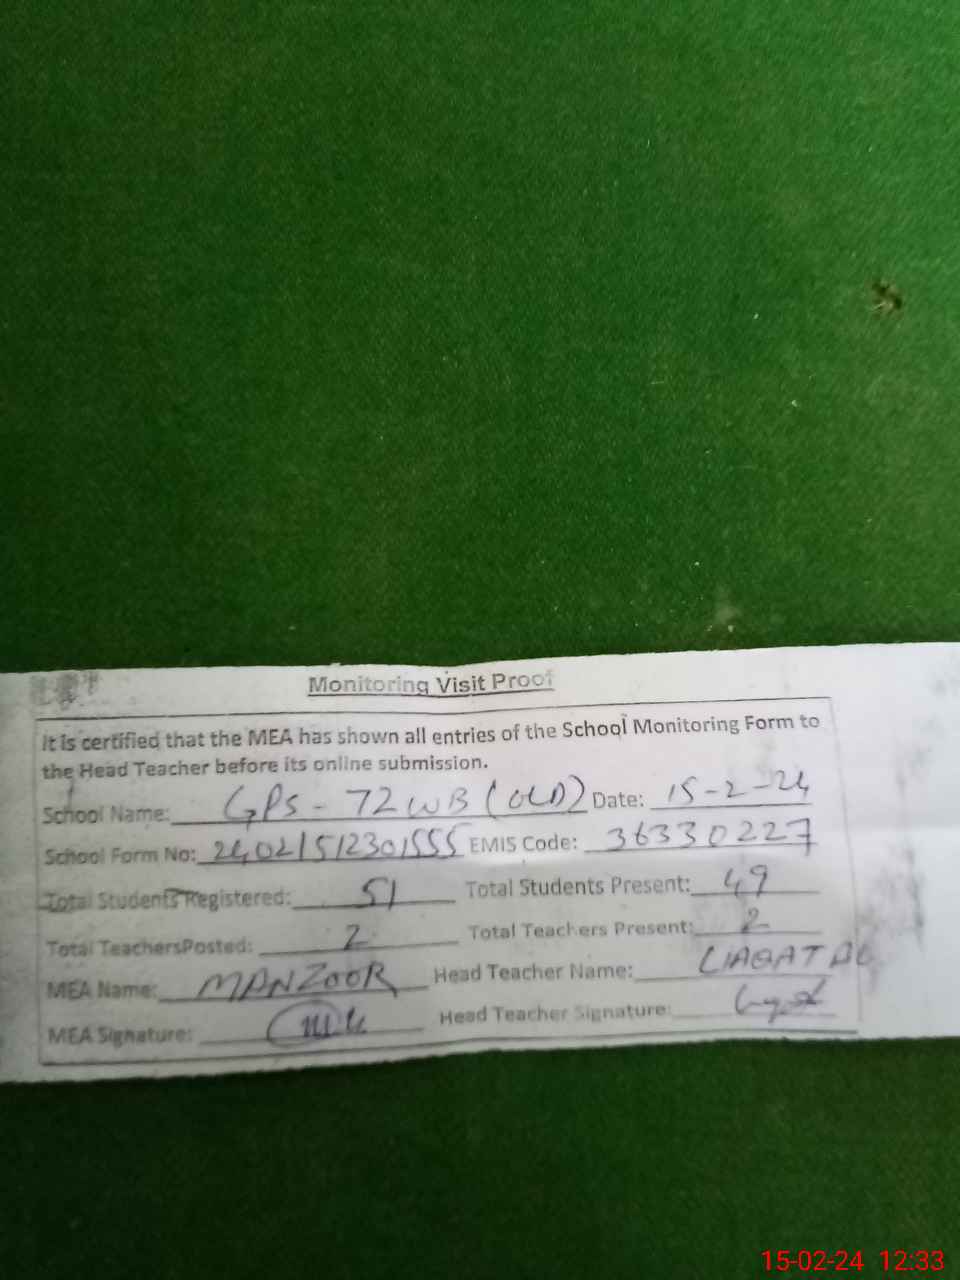 Monitoring Visit Proof
It is certified that the MEA has shown all entries of the School Monitoring Form to
the Head Teacher before its online submission.
School Name: GPS - 72 WB (OLD) Date: 15-2-24
School Form No: 24021512301555 EMIS Code: 36330227
Total Students Registered: 51 Total Students Present: 49
Total TeachersPosted: 2 Total Teachers Present: 2
MEA Name: MANZOOR Head Teacher Name: LIAQAT
MEA Signature: Head Teacher Signature:
15-02-24 12:33